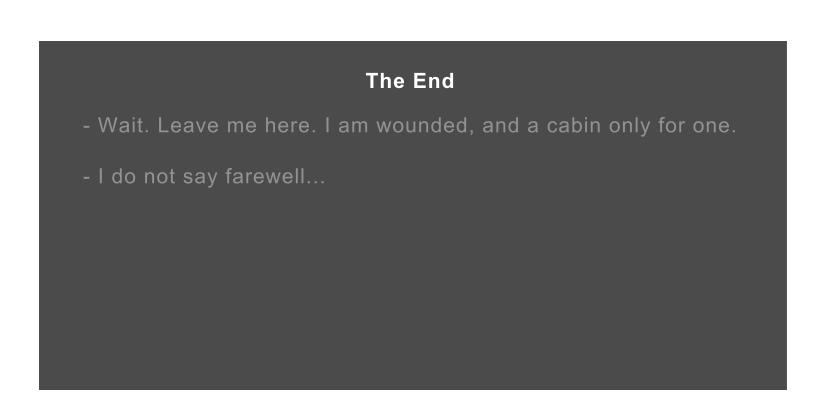 The End
- Wait. Leave me here. I am wounded, and a cabin only for one.
- I do not say farewell...